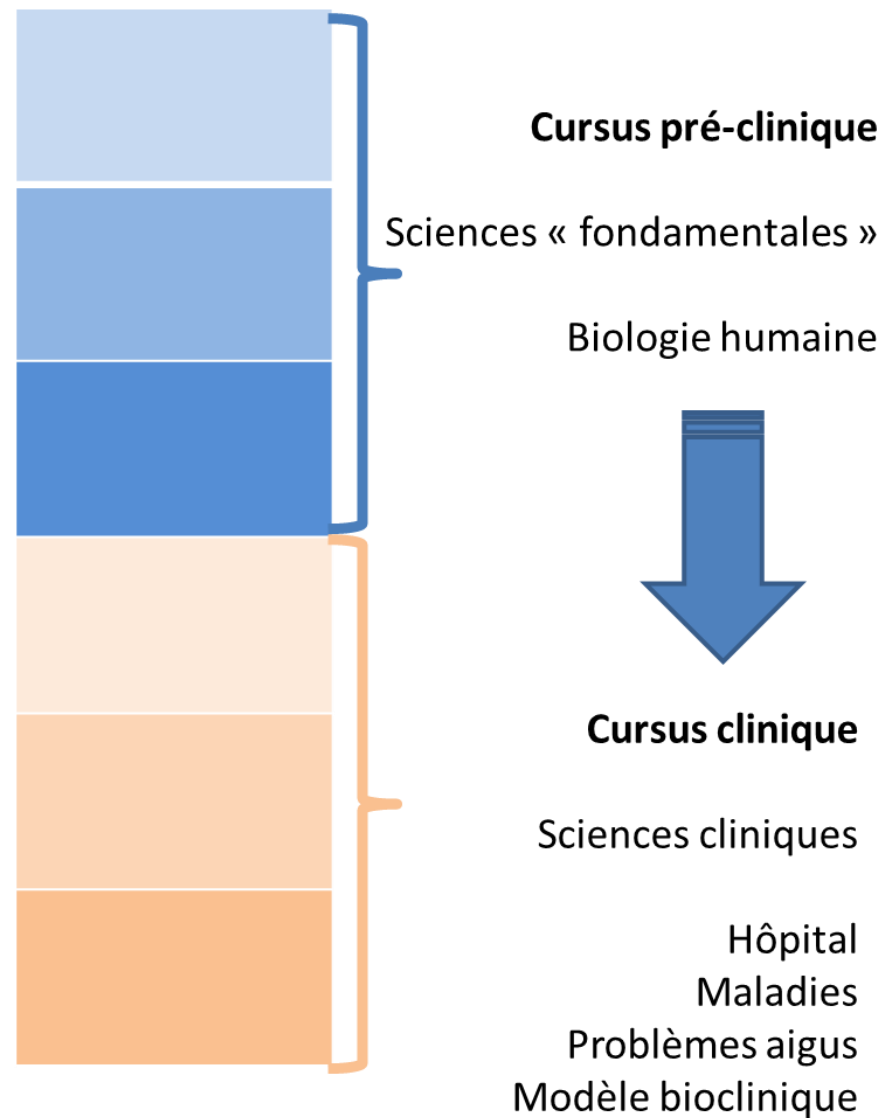 Cursus pré-clinique
Sciences « fondamentales »
Biologie humaine
Cursus clinique
Sciences cliniques
Hôpital
Maladies
Problèmes aigus
Modèle bioclinique